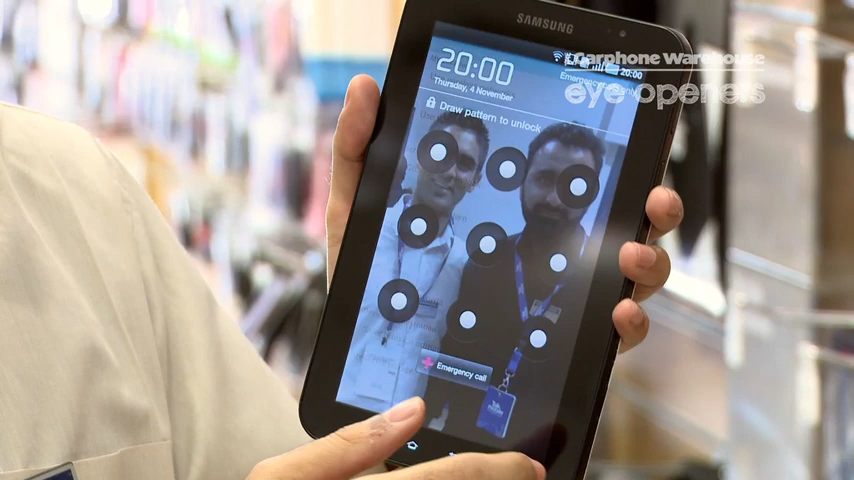 SAMSUNG
Carphone Warehouse
eye openers
20:00
20:00
Thursday, 4 November
Draw pattern to unlock
Emergency call